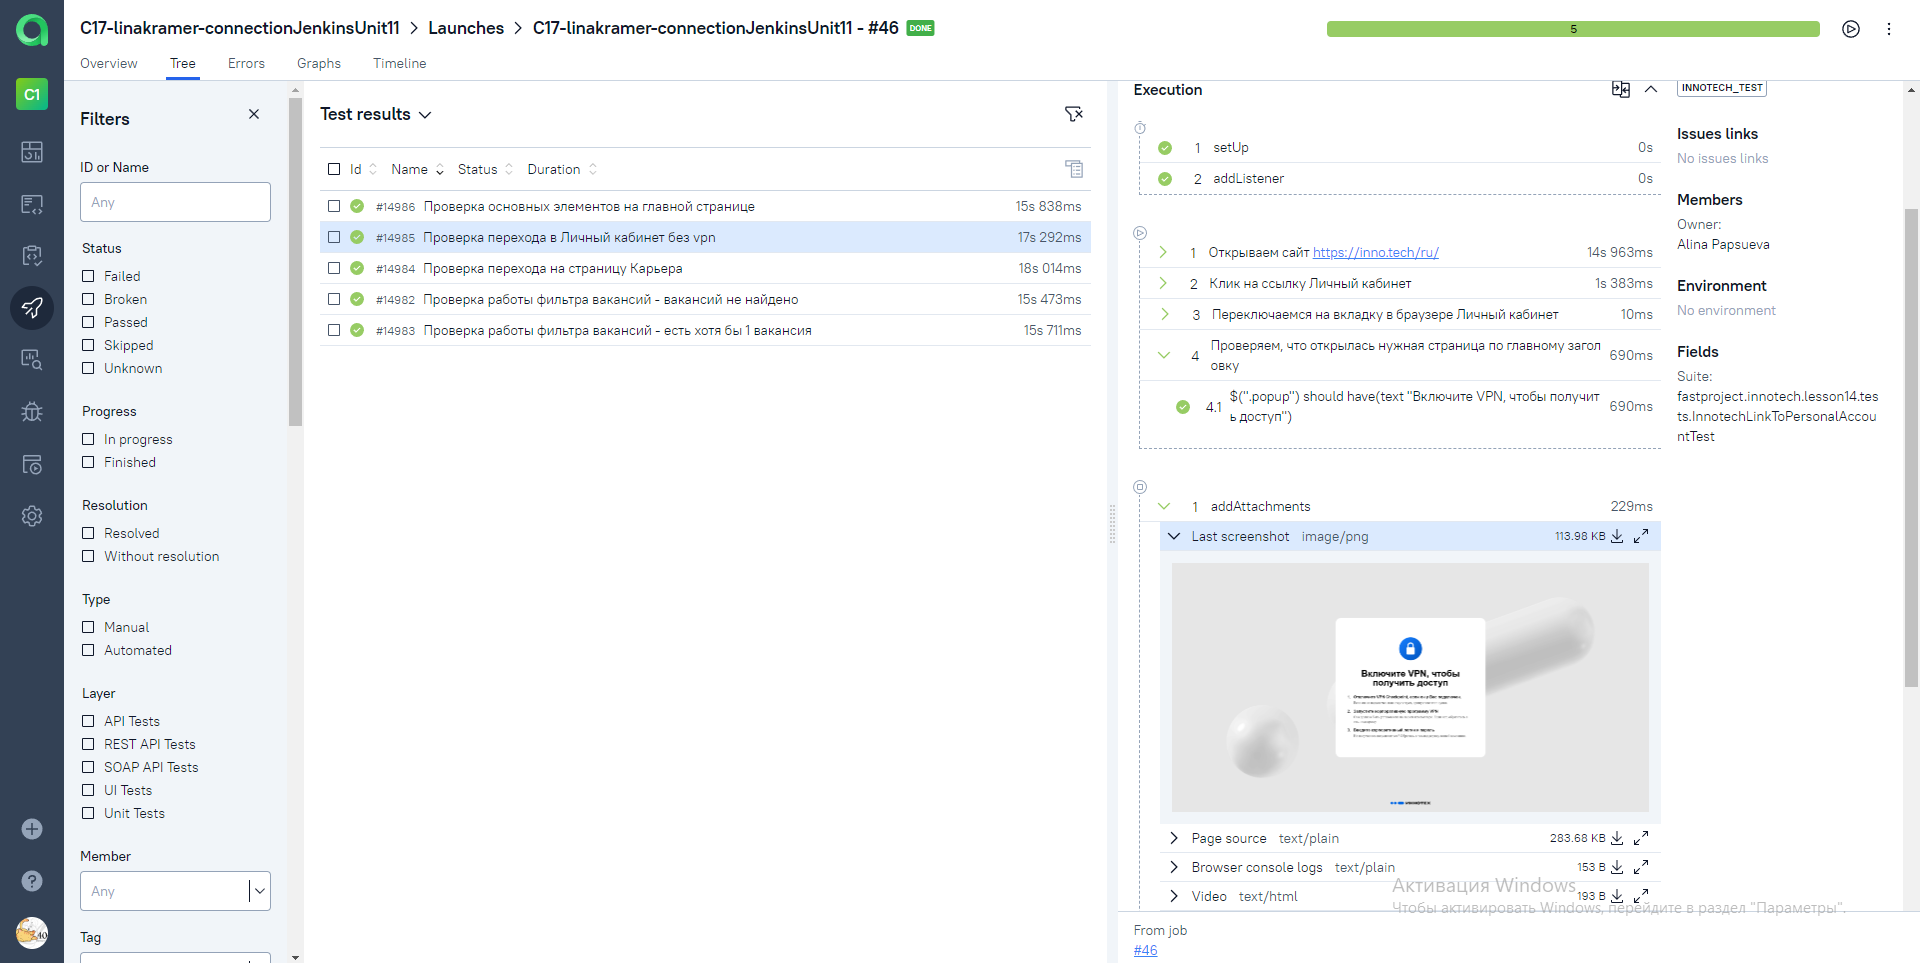 C17-linakramer-connectionJenkinsUnit11 > Launches > C17-linakramer-connectionJenkinsUnit11 - #46 DONE
5
Overview Tree Errors Graphs Timeline
C1
Filters
ID or Name
Any
Status
Failed
Broken
Passed
Skipped
Unknown
Progress
In progress
Finished
Resolution
Resolved
Without resolution
Type
Manual
Automated
Layer
API Tests
REST API Tests
SOAP API Tests
UI Tests
Unit Tests
Member
Any
Tag
Test results
Id Name Status Duration
#14986 Проверка основных элементов на главной странице 15s 838ms
#14985 Проверка перехода в Личный кабинет без vpn 17s 292ms
#14984 Проверка перехода на страницу Карьера 18s 014ms
#14982 Проверка работы фильтра вакансий - вакансий не найдено 15s 473ms
#14983 Проверка работы фильтра вакансий - есть хотя бы 1 вакансия 15s 711ms
Execution
1 setUp 0s
2 addListener 0s
1 Открываем сайт https://inno.tech/ru/ 14s 963ms
2 Клик на ссылку Личный кабинет 1s 383ms
3 Переключаемся на вкладку в браузере Личный кабинет 10ms
4 Проверяем, что открылась нужная страница по главному загол
овку 690ms
4.1 $(".popup") should have(text "Включите VPN, чтобы получит
ь доступ") 690ms
1 addAttachments 229ms
Last screenshot image/png 113.98 KB
Включите VPN, чтобы
получить доступ
Page source text/plain 283.68 KB
Browser console logs text/plain 153 B
Video text/html 193 B
From job
#46
INNOTECH_TEST
Issues links
No issues links
Members
Owner:
Alina Papsueva
Environment
No environment
Fields
Suite:
fastproject.innotech.lesson14.tes
ts.InnotechLinkToPersonalAccou
ntTest
Активация Windows
Чтобы активировать Windows, перейдите в раздел "Параметры".